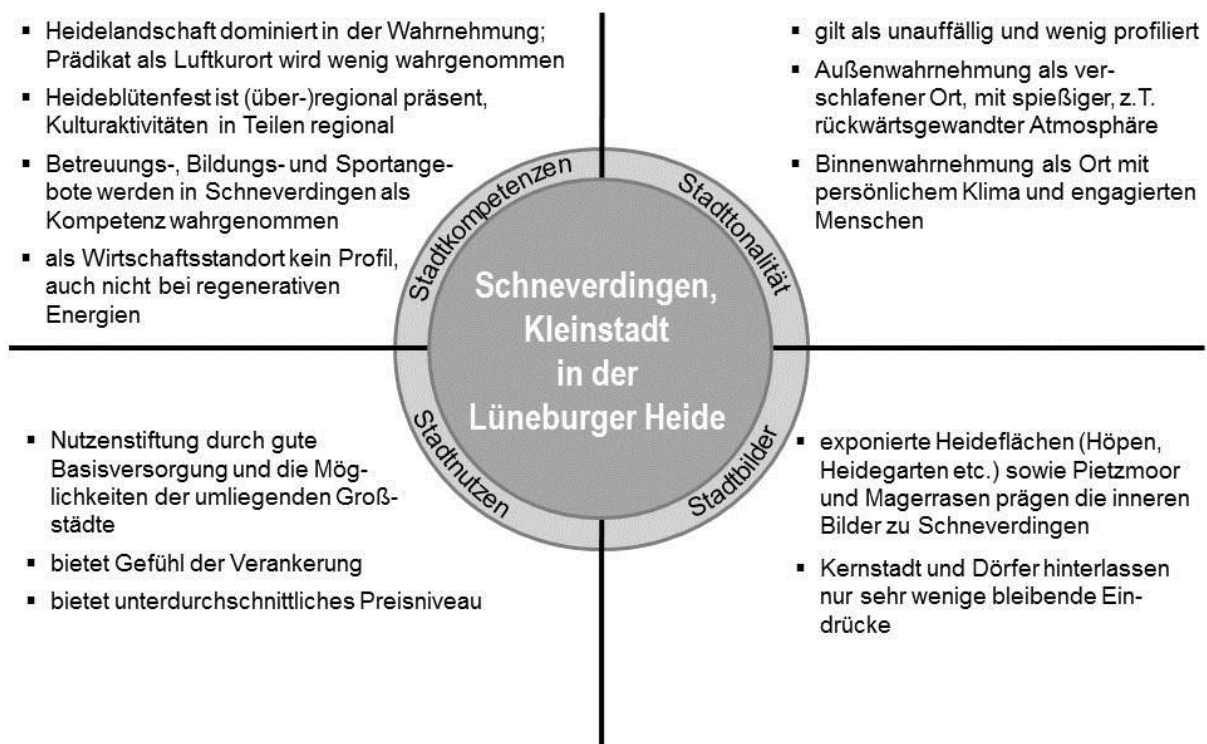 ▪ Heidelandschaft dominiert in der Wahrnehmung;
Prädikat als Luftkurort wird wenig wahrgenommen
▪ Heideblütenfest ist (über-)regional präsent,
Kulturaktivitäten in Teilen regional
▪ Betreuungs-, Bildungs- und Sportange-
bote werden in Schneverdingen als
Kompetenz wahrgenommen
▪ als Wirtschaftsstandort kein Profil,
auch nicht bei regenerativen
Energien
▪ gilt als unauffällig und wenig profiliert
▪ Außenwahrnehmung als ver-
schlafener Ort, mit spießiger, z.T.
rückwärtsgewandter Atmosphäre
▪ Binnenwahrnehmung als Ort mit
persönlichem Klima und engagierten
Menschen
Stadtkompetenzen
Stadttonalität
Schneverdingen,
Kleinstadt
in der
Lüneburger Heide
Stadtnutzen
Stadtbilder
▪ Nutzenstiftung durch gute
Basisversorgung und die Mög-
lichkeiten der umliegenden Groß-
städte
▪ bietet Gefühl der Verankerung
▪ bietet unterdurchschnittliches Preisniveau
▪ exponierte Heideflächen (Höpen,
Heidegarten etc.) sowie Pietzmoor
und Magerrasen prägen die inneren
Bilder zu Schneverdingen
▪ Kernstadt und Dörfer hinterlassen
nur sehr wenige bleibende Ein-
drücke